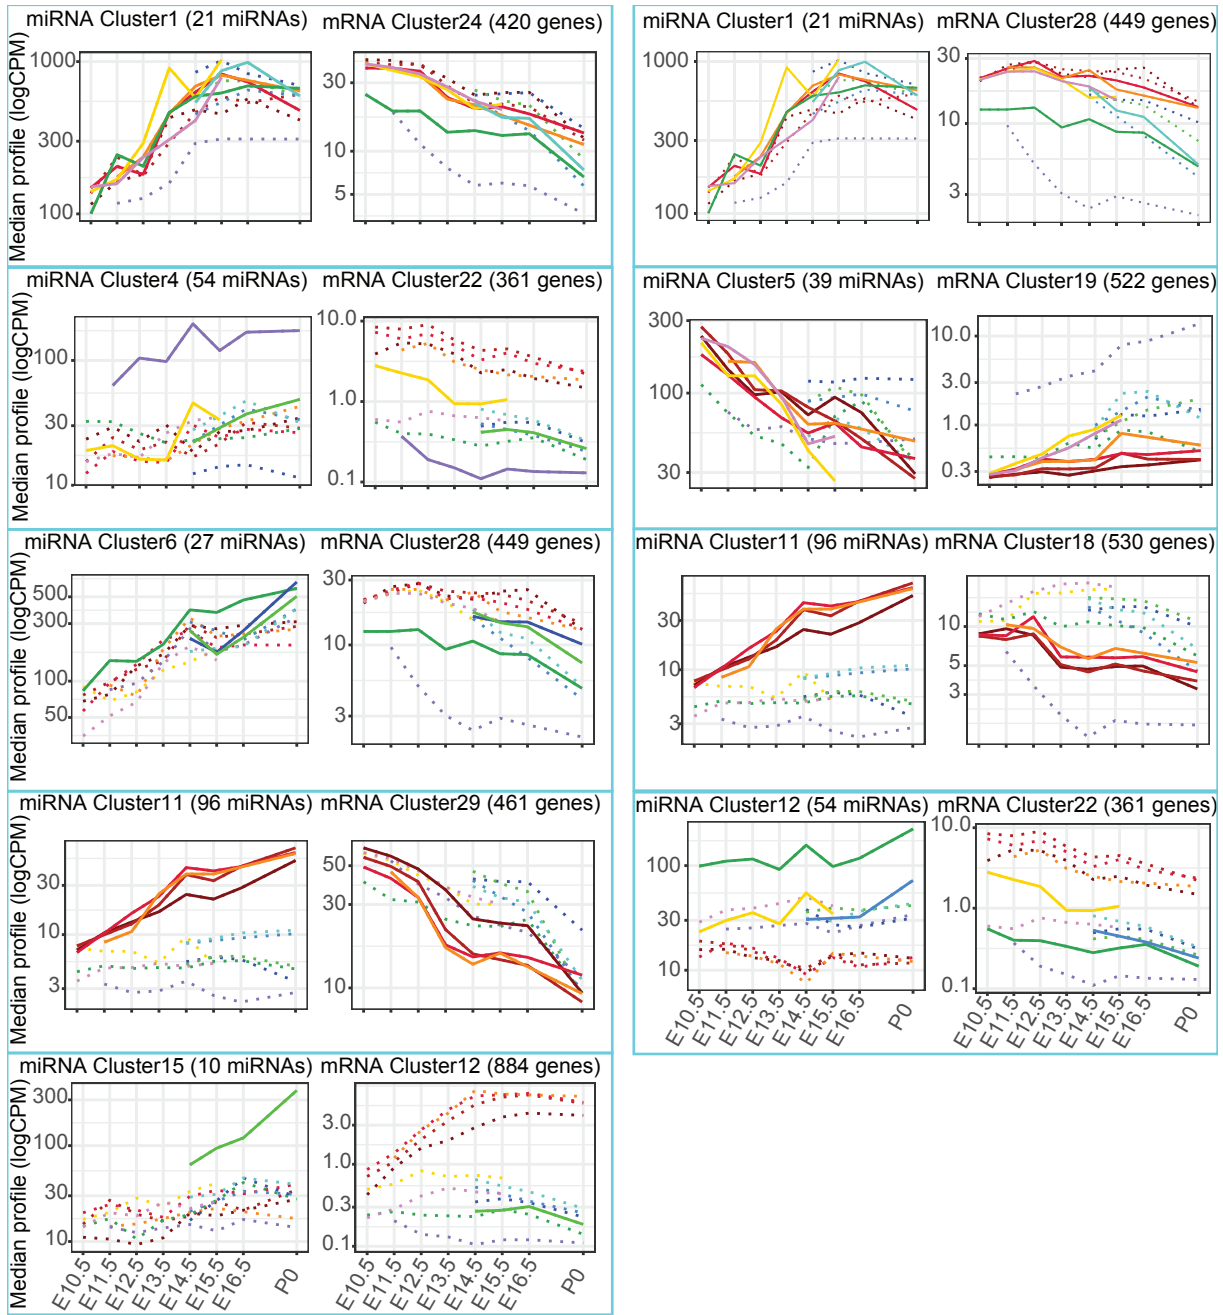 miRNA Cluster1 (21 miRNAs)
mRNA Cluster24 (420 genes)
Median profile (logCPM)
1000
300
100
30
10
5
miRNA Cluster1 (21 miRNAs)
mRNA Cluster28 (449 genes)
1000
300
100
30
10
3
miRNA Cluster4 (54 miRNAs)
mRNA Cluster22 (361 genes)
Median profile (logCPM)
100
30
10
10.0
1.0
0.1
miRNA Cluster5 (39 miRNAs)
mRNA Cluster19 (522 genes)
300
100
30
10.0
3.0
1.0
0.3
miRNA Cluster6 (27 miRNAs)
mRNA Cluster28 (449 genes)
Median profile (logCPM)
500
300
100
50
30
10
3
miRNA Cluster11 (96 miRNAs)
mRNA Cluster18 (530 genes)
30
10
3
10
5
3
miRNA Cluster11 (96 miRNAs)
mRNA Cluster29 (461 genes)
Median profile (logCPM)
30
10
3
50
30
10
miRNA Cluster12 (54 miRNAs)
mRNA Cluster22 (361 genes)
100
30
10
10.0
1.0
0.1
E10.5
E11.5
E12.5
E13.5
E14.5
E15.5
E16.5
P0
E10.5
E11.5
E12.5
E13.5
E14.5
E15.5
E16.5
P0
miRNA Cluster15 (10 miRNAs)
mRNA Cluster12 (884 genes)
Median profile (logCPM)
300
100
30
10
3.0
1.0
0.3
0.1
E10.5
E11.5
E12.5
E13.5
E14.5
E15.5
E16.5
P0
E10.5
E11.5
E12.5
E13.5
E14.5
E15.5
E16.5
P0